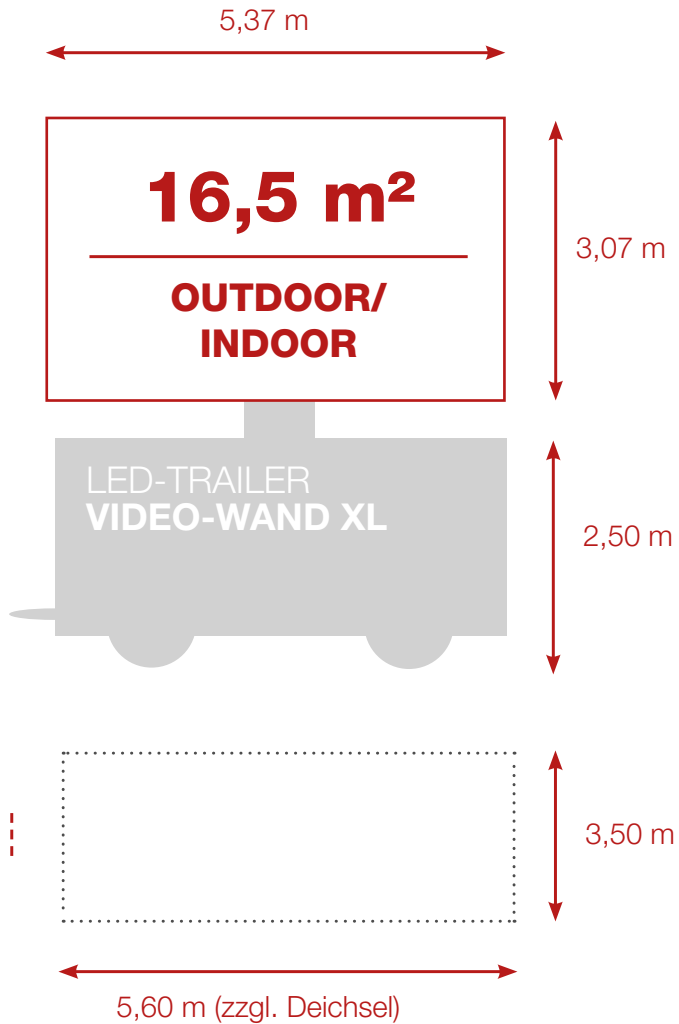 5,37 m
16,5 m²
3,07 m
OUTDOOR/
INDOOR
LED-TRAILER
VIDEO-WAND XL
2,50 m
3,50 m
5,60 m (zzgl. Deichsel)